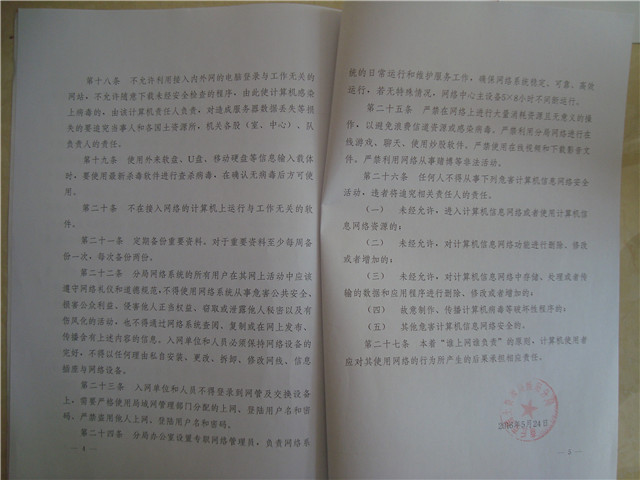 第十八条　不允许利用接入内外网的电脑登录与工作无关的
网站，不允许随意下载未经安全检查的程序，由此使计算机感染
上病毒的，由该计算机责任人负责，对造成服务器数据丢失等损
失的要追究当事人和各国土资源所，机关各股（室、中心）、队
负责人的责任。
第十九条　使用外来软盘、U盘、移动硬盘等信息输入载体
时，要使用最新杀毒软件进行查杀病毒，在确认无病毒后方可使
用。
第二十条　不在接入网络的计算机上运行与工作无关的软
件。
第二十一条　定期备份重要资料，对于重要资料至少每周备
份一次，每次备份两份。
第二十二条　分局网络系统的所有用户在其网上活动中应该
遵守网络礼仪和道德规范，不得使用网络系统从事危害公共安全、
损害公众利益、侵害他人正当权益，窃取或泄露他人秘密以及有
伤风化的活动，也不得通过网络系统查阅、复制或在网上发布、
传播含有上述内容的信息。入网单位和人员必须保持网络设备的
完好，不得以任何理由私自安装、更改、拆卸、修改网线、信息
插座与网络设备。
第二十三条　入网单位和人员不得登录到网管及交换设备
上，需要严格使用局域网管理部门分配的上网、登陆用户名和密
码，严禁盗用他人上网、登陆用户名和密码。
第二十四条　分局办公室设置专职网络管理员，负责网络系
4
统的日常运行和维护服务工作，确保网络系统稳定、可靠、高效
运行，若无特殊情况，网络中心主设备5×8小时不间断运行。
第二十五条　严禁在网络上进行大量消耗资源且无意义的操
作，以避免浪费信道资源或感染病毒。严禁利用分局网络进行在
线游戏、聊天、使用炒股软件。严禁使用在线视频和下载影音文
件。严禁利用网络从事赌博等非法活动。
第二十六条　任何人不得从事下列危害计算机信息网络安全
活动，违者将追究相关责任人的责任。
（一）　未经允许，进入计算机信息网络或者使用计算机信
息网络资源的；
（二）　未经允许，对计算机信息网络功能进行删除、修改
或者增加的；
（三）　未经允许，对计算机信息网络中存储、处理或者传
输的数据和应用程序进行删除、修改或者增加的；
（四）　故意制作、传播计算机病毒等破坏性程序的；
（五）　其他危害计算机信息网络安全的。
第二十七条　本着“谁上网谁负责”的原则，计算机使用者
应对其使用网络的行为所产生的后果承担相应责任。
年5月24日
5